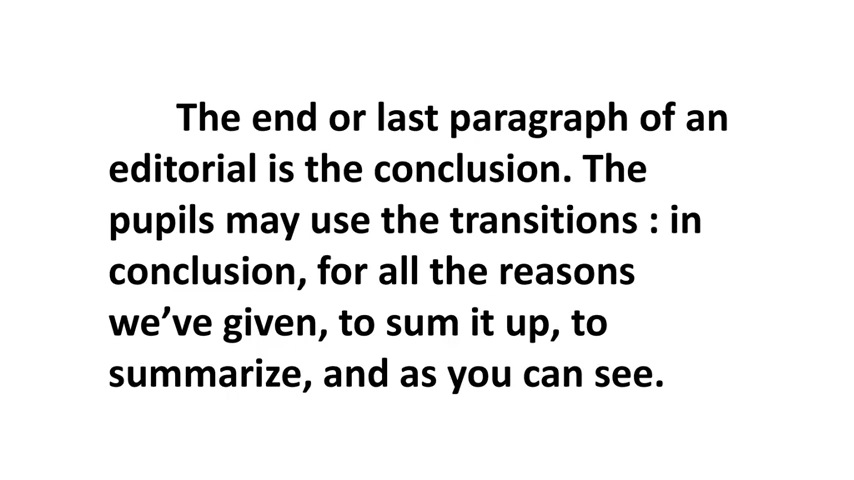 The end or last paragraph of an
editorial is the conclusion. The
pupils may use the transitions : in
conclusion, for all the reasons
we’ve given, to sum it up, to
summarize, and as you can see.